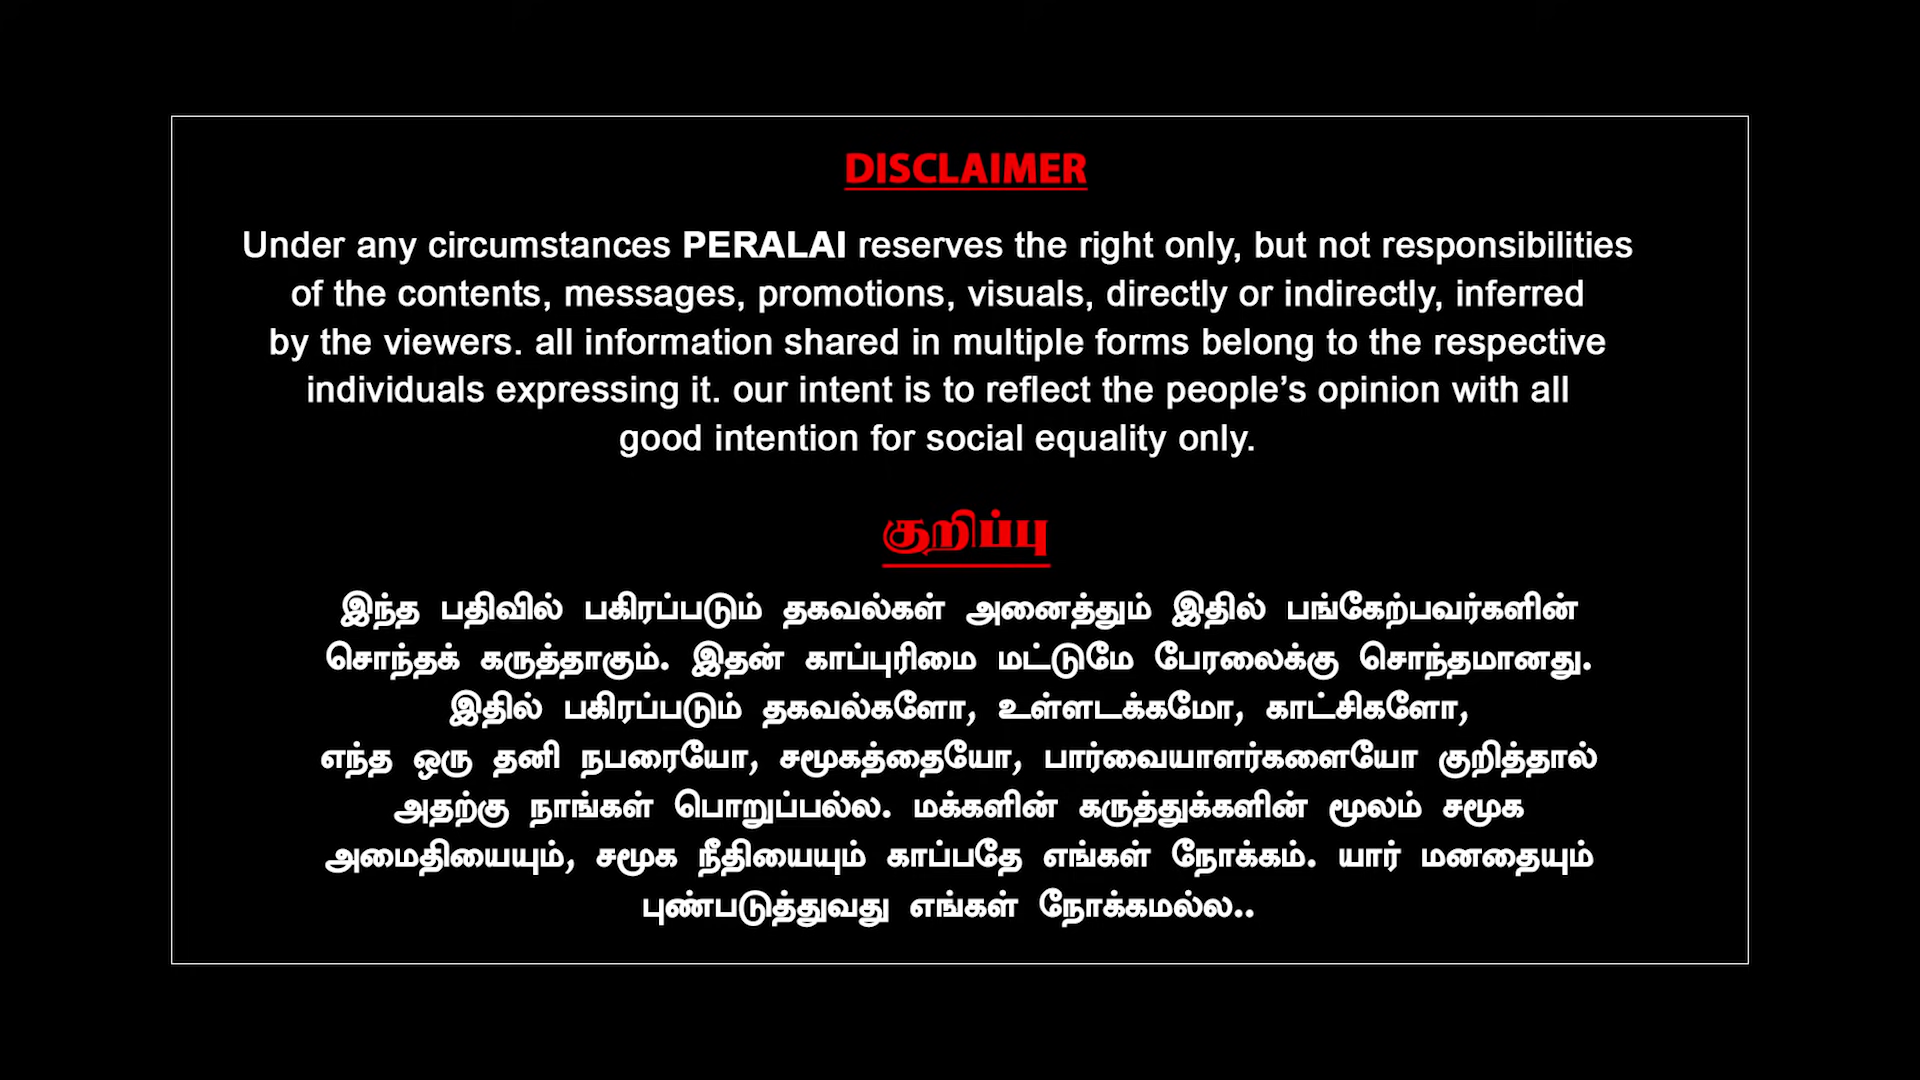 DISCLAIMER
Under any circumstances PERALAI reserves the right only, but not responsibilities
of the contents, messages, promotions, visuals, directly or indirectly, inferred
by the viewers. all information shared in multiple forms belong to the respective
individuals expressing it. our intent is to reflect the people’s opinion with all
good intention for social equality only.
குறிப்பு
இந்த பதிவில் பகிரப்படும் தகவல்கள் அனைத்தும் இதில் பங்கேற்பவர்களின்
சொந்தக் கருத்தாகும். இதன் காப்புரிமை மட்டுமே பேரலைக்கு சொந்தமானது.
இதில் பகிரப்படும் தகவல்களோ, உள்ளடக்கமோ, காட்சிகளோ,
எந்த ஒரு தனி நபரையோ, சமூகத்தையோ, பார்வையாளர்களையோ குறித்தால்
அதற்கு நாங்கள் பொறுப்பல்ல. மக்களின் கருத்துக்களின் மூலம் சமூக
அமைதியையும், சமூக நீதியையும் காப்பதே எங்கள் நோக்கம். யார் மனதையும்
புண்படுத்துவது எங்கள் நோக்கமல்ல..